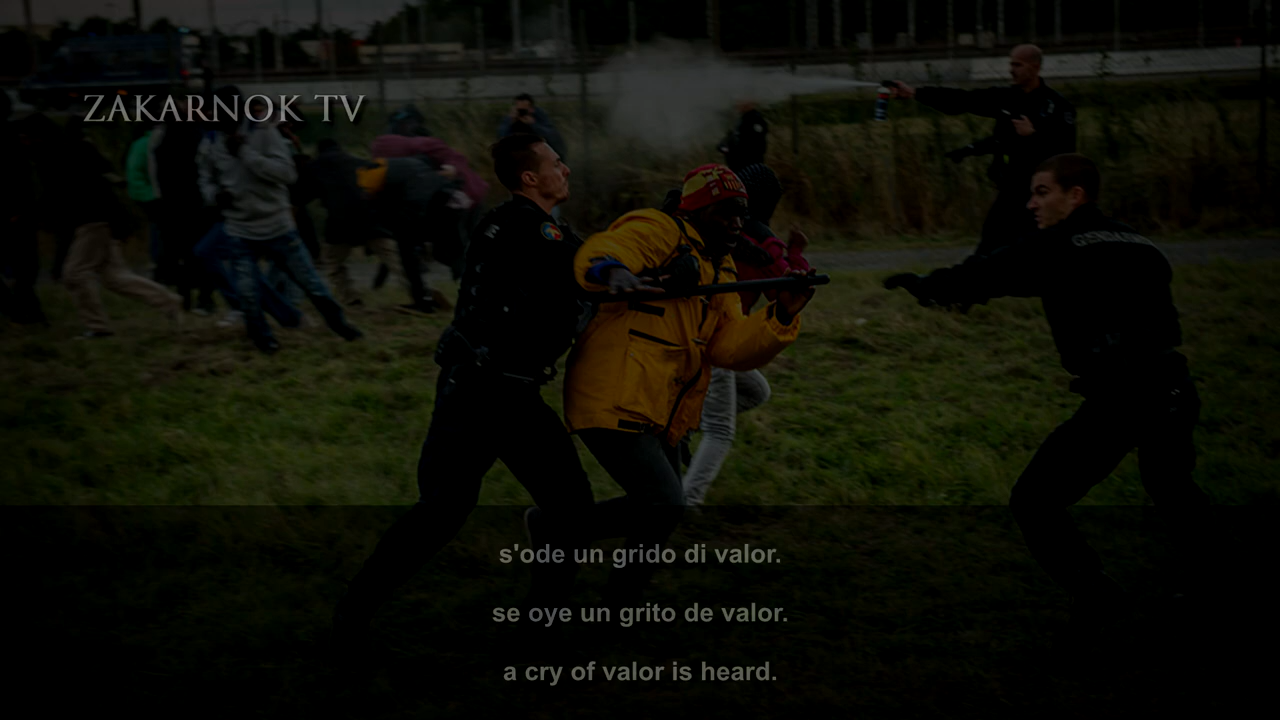 ZAKARNOK TV
s'ode un grido di valor.
se oye un grito de valor.
a cry of valor is heard.